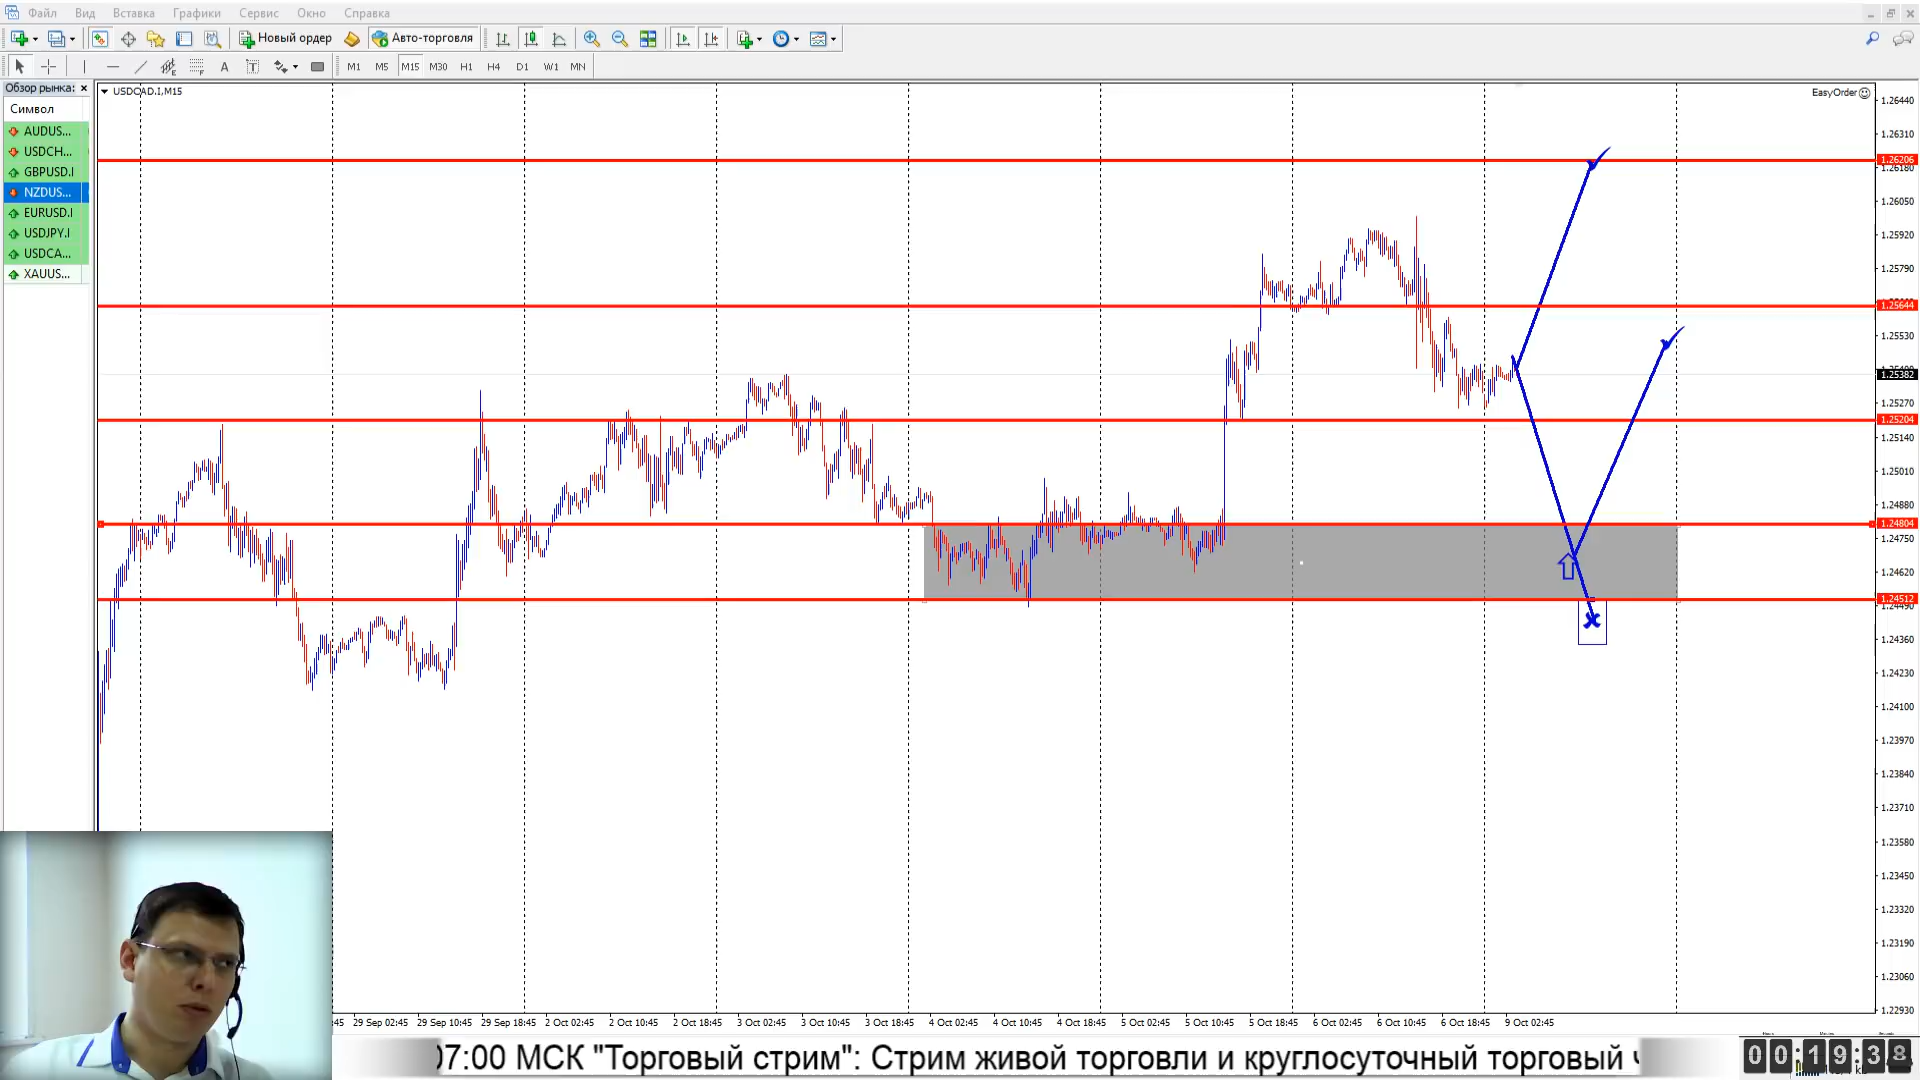 Файл Вид Вставка Графики Сервис Окно Справка
Новый ордер Авто-торговля
A T M1 M5 M15 M30 H1 H4 D1 W1 MN
Обзор рынка:
Символ
AUDUS...
USDCH...
GBPUSD.I
NZDUS...
EURUSD.I
USDJPY.I
USDCA...
XAUUS...
USDCAD.I,M15
EasyOrder
1.26440
1.26310
1.26206
1.26180
1.26050
1.25920
1.25790
1.25644
1.25530
1.25382
1.25270
1.25204
1.25140
1.25010
1.24880
1.24804
1.24750
1.24620
1.24512
1.24490
1.24360
1.24230
1.24100
1.23970
1.23840
1.23710
1.23580
1.23450
1.23320
1.23190
1.23060
1.22930
:45 29 Sep 02:45 29 Sep 10:45 29 Sep 18:45 2 Oct 02:45 2 Oct 10:45 2 Oct 18:45 3 Oct 02:45 3 Oct 10:45 3 Oct 18:45 4 Oct 02:45 4 Oct 10:45 4 Oct 18:45 5 Oct 02:45 5 Oct 10:45 5 Oct 18:45 6 Oct 02:45 6 Oct 10:45 6 Oct 18:45 9 Oct 02:45
07:00 МСК "Торговый стрим": Стрим живой торговли и круглосуточный торговый ч
00:19:38